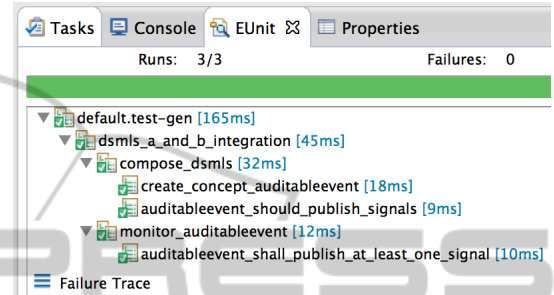 Tasks Console EUnit Properties
Runs: 3/3 Failures: 0
default.test-gen [165ms]
dsmls_a_and_b_integration [45ms]
compose_dsmls [32ms]
create_concept_auditableevent [18ms]
auditableevent_should_publish_signals [9ms]
monitor_auditableevent [12ms]
auditableevent_shall_publish_at_least_one_signal [10ms]
Failure Trace
PRESS